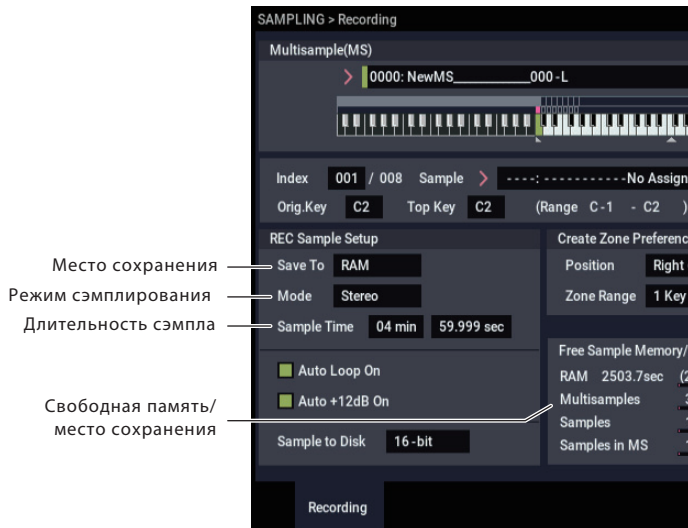 SAMPLING > Recording
Multisample(MS)
0000: NewMS____________000-L
Index 001 / 008 Sample ----:-----------No Assign
Orig.Key C2 Top Key C2 (Range C-1 - C2 )
REC Sample Setup
Место сохранения
Save To RAM
Режим сэмплирования
Mode Stereo
Длительность сэмпла
Sample Time 04 min 59.999 sec
Auto Loop On
Auto +12dB On
Свободная память/
место сохранения
Sample to Disk 16-bit
Create Zone Preferenc
Position Right
Zone Range 1 Key
Free Sample Memory/
RAM 2503.7sec (2
Multisamples 3
Samples
Samples in MS
Recording